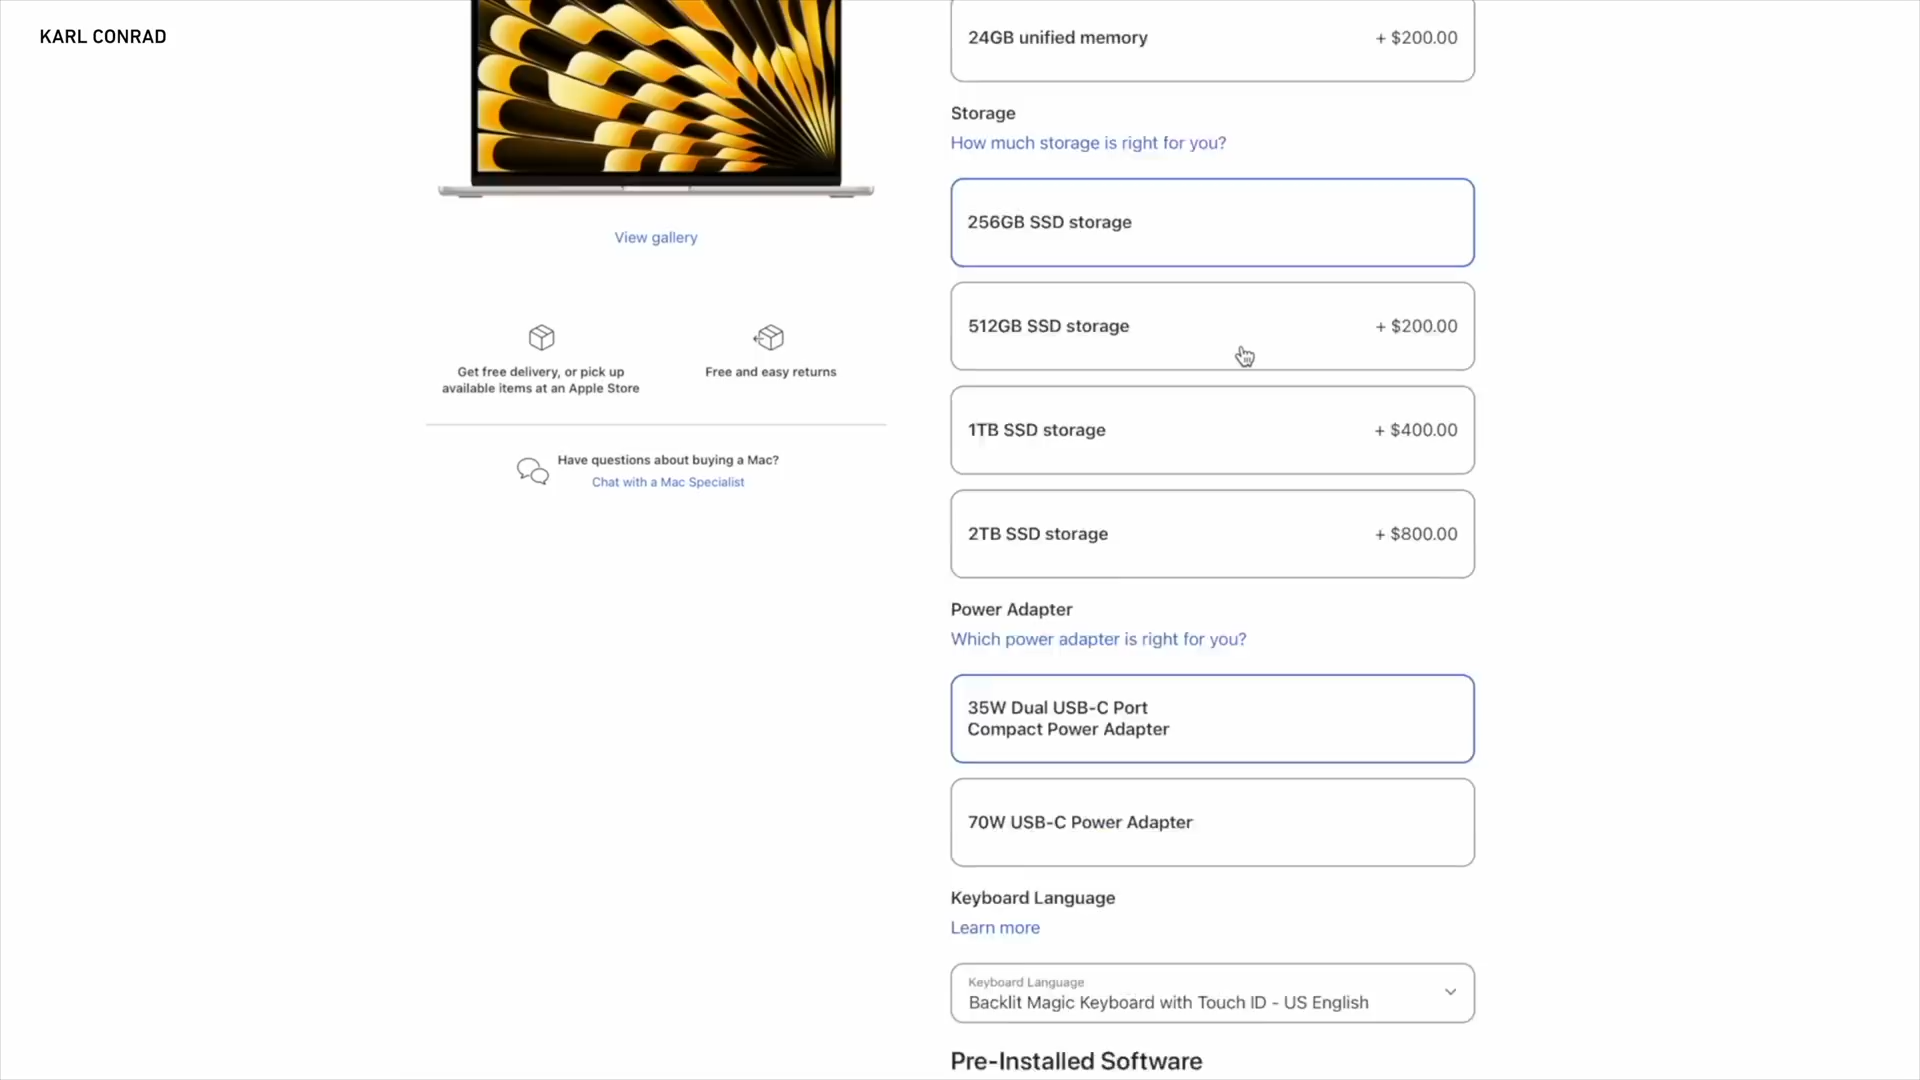 KARL CONRAD
24GB unified memory + $200.00
Storage
How much storage is right for you?
256GB SSD storage
View gallery
512GB SSD storage + $200.00
Get free delivery, or pick up
available items at an Apple Store
Free and easy returns
1TB SSD storage + $400.00
Have questions about buying a Mac?
Chat with a Mac Specialist
2TB SSD storage + $800.00
Power Adapter
Which power adapter is right for you?
35W Dual USB-C Port
Compact Power Adapter
70W USB-C Power Adapter
Keyboard Language
Learn more
Keyboard Language
Backlit Magic Keyboard with Touch ID - US English
Pre-Installed Software